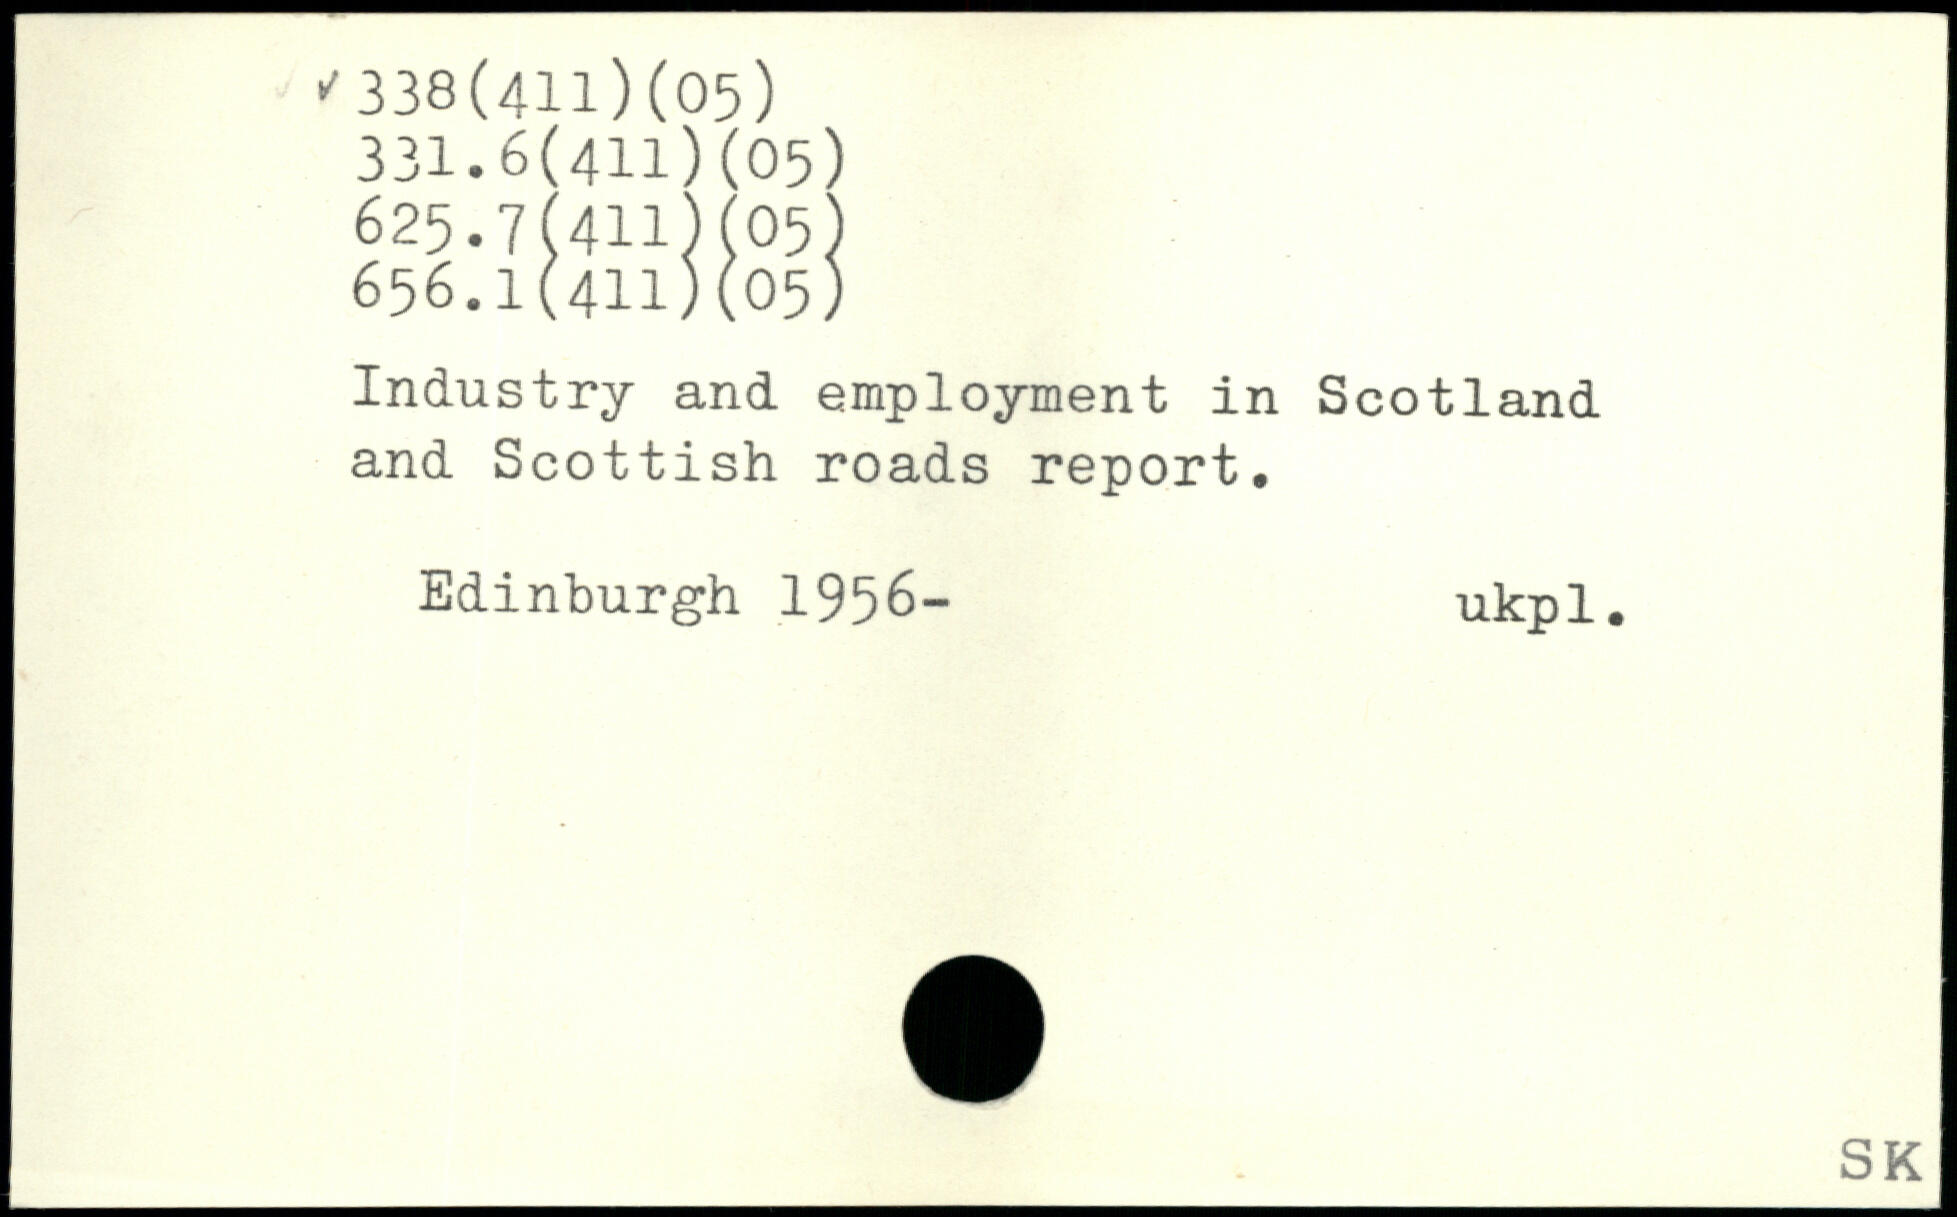 ✓ 338(411)(05)
331.6(411)(05)
625.7(411)(05)
656.1(411)(05)
Industry and employment in Scotland
and Scottish roads report.
Edinburgh 1956- ukpl.
SK